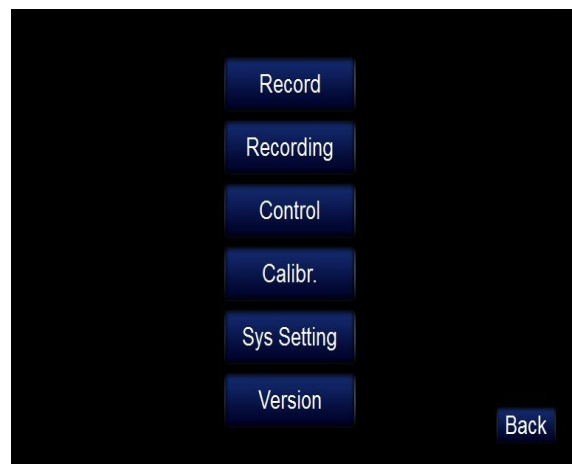 Record
Recording
Control
Calibr.
Sys Setting
Version
Back